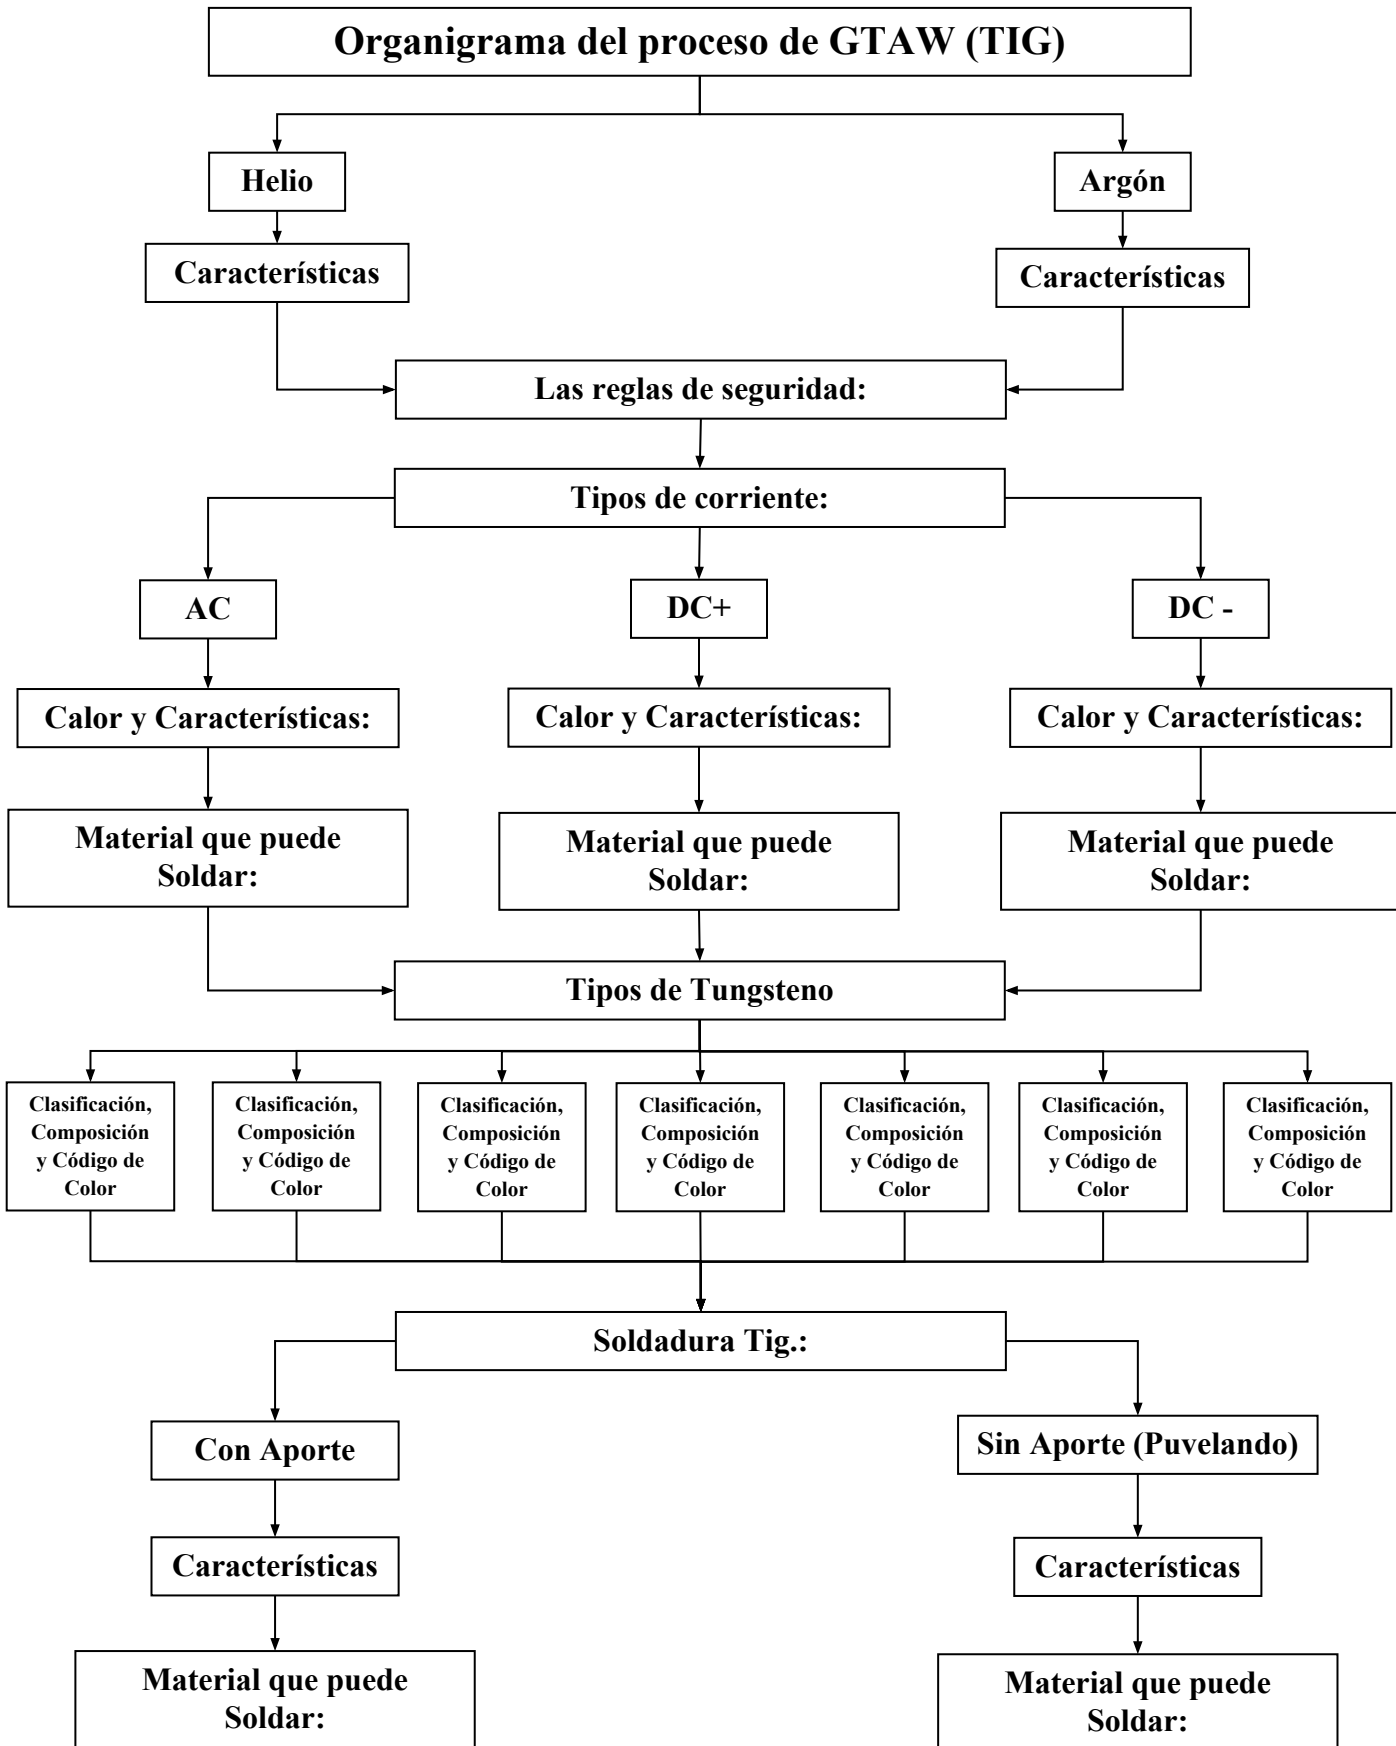 Organigrama del proceso de GTAW (TIG)
Helio
Argón
Características
Características
Las reglas de seguridad:
Tipos de corriente:
AC
DC+
DC -
Calor y Características:
Calor y Características:
Calor y Características:
Material que puede
Soldar:
Material que puede
Soldar:
Material que puede
Soldar:
Tipos de Tungsteno
Clasificación,
Composición
y Código de
Color
Clasificación,
Composición
y Código de
Color
Clasificación,
Composición
y Código de
Color
Clasificación,
Composición
y Código de
Color
Clasificación,
Composición
y Código de
Color
Clasificación,
Composición
y Código de
Color
Clasificación,
Composición
y Código de
Color
Soldadura Tig.:
Con Aporte
Sin Aporte (Puvelando)
Características
Características
Material que puede
Soldar:
Material que puede
Soldar: